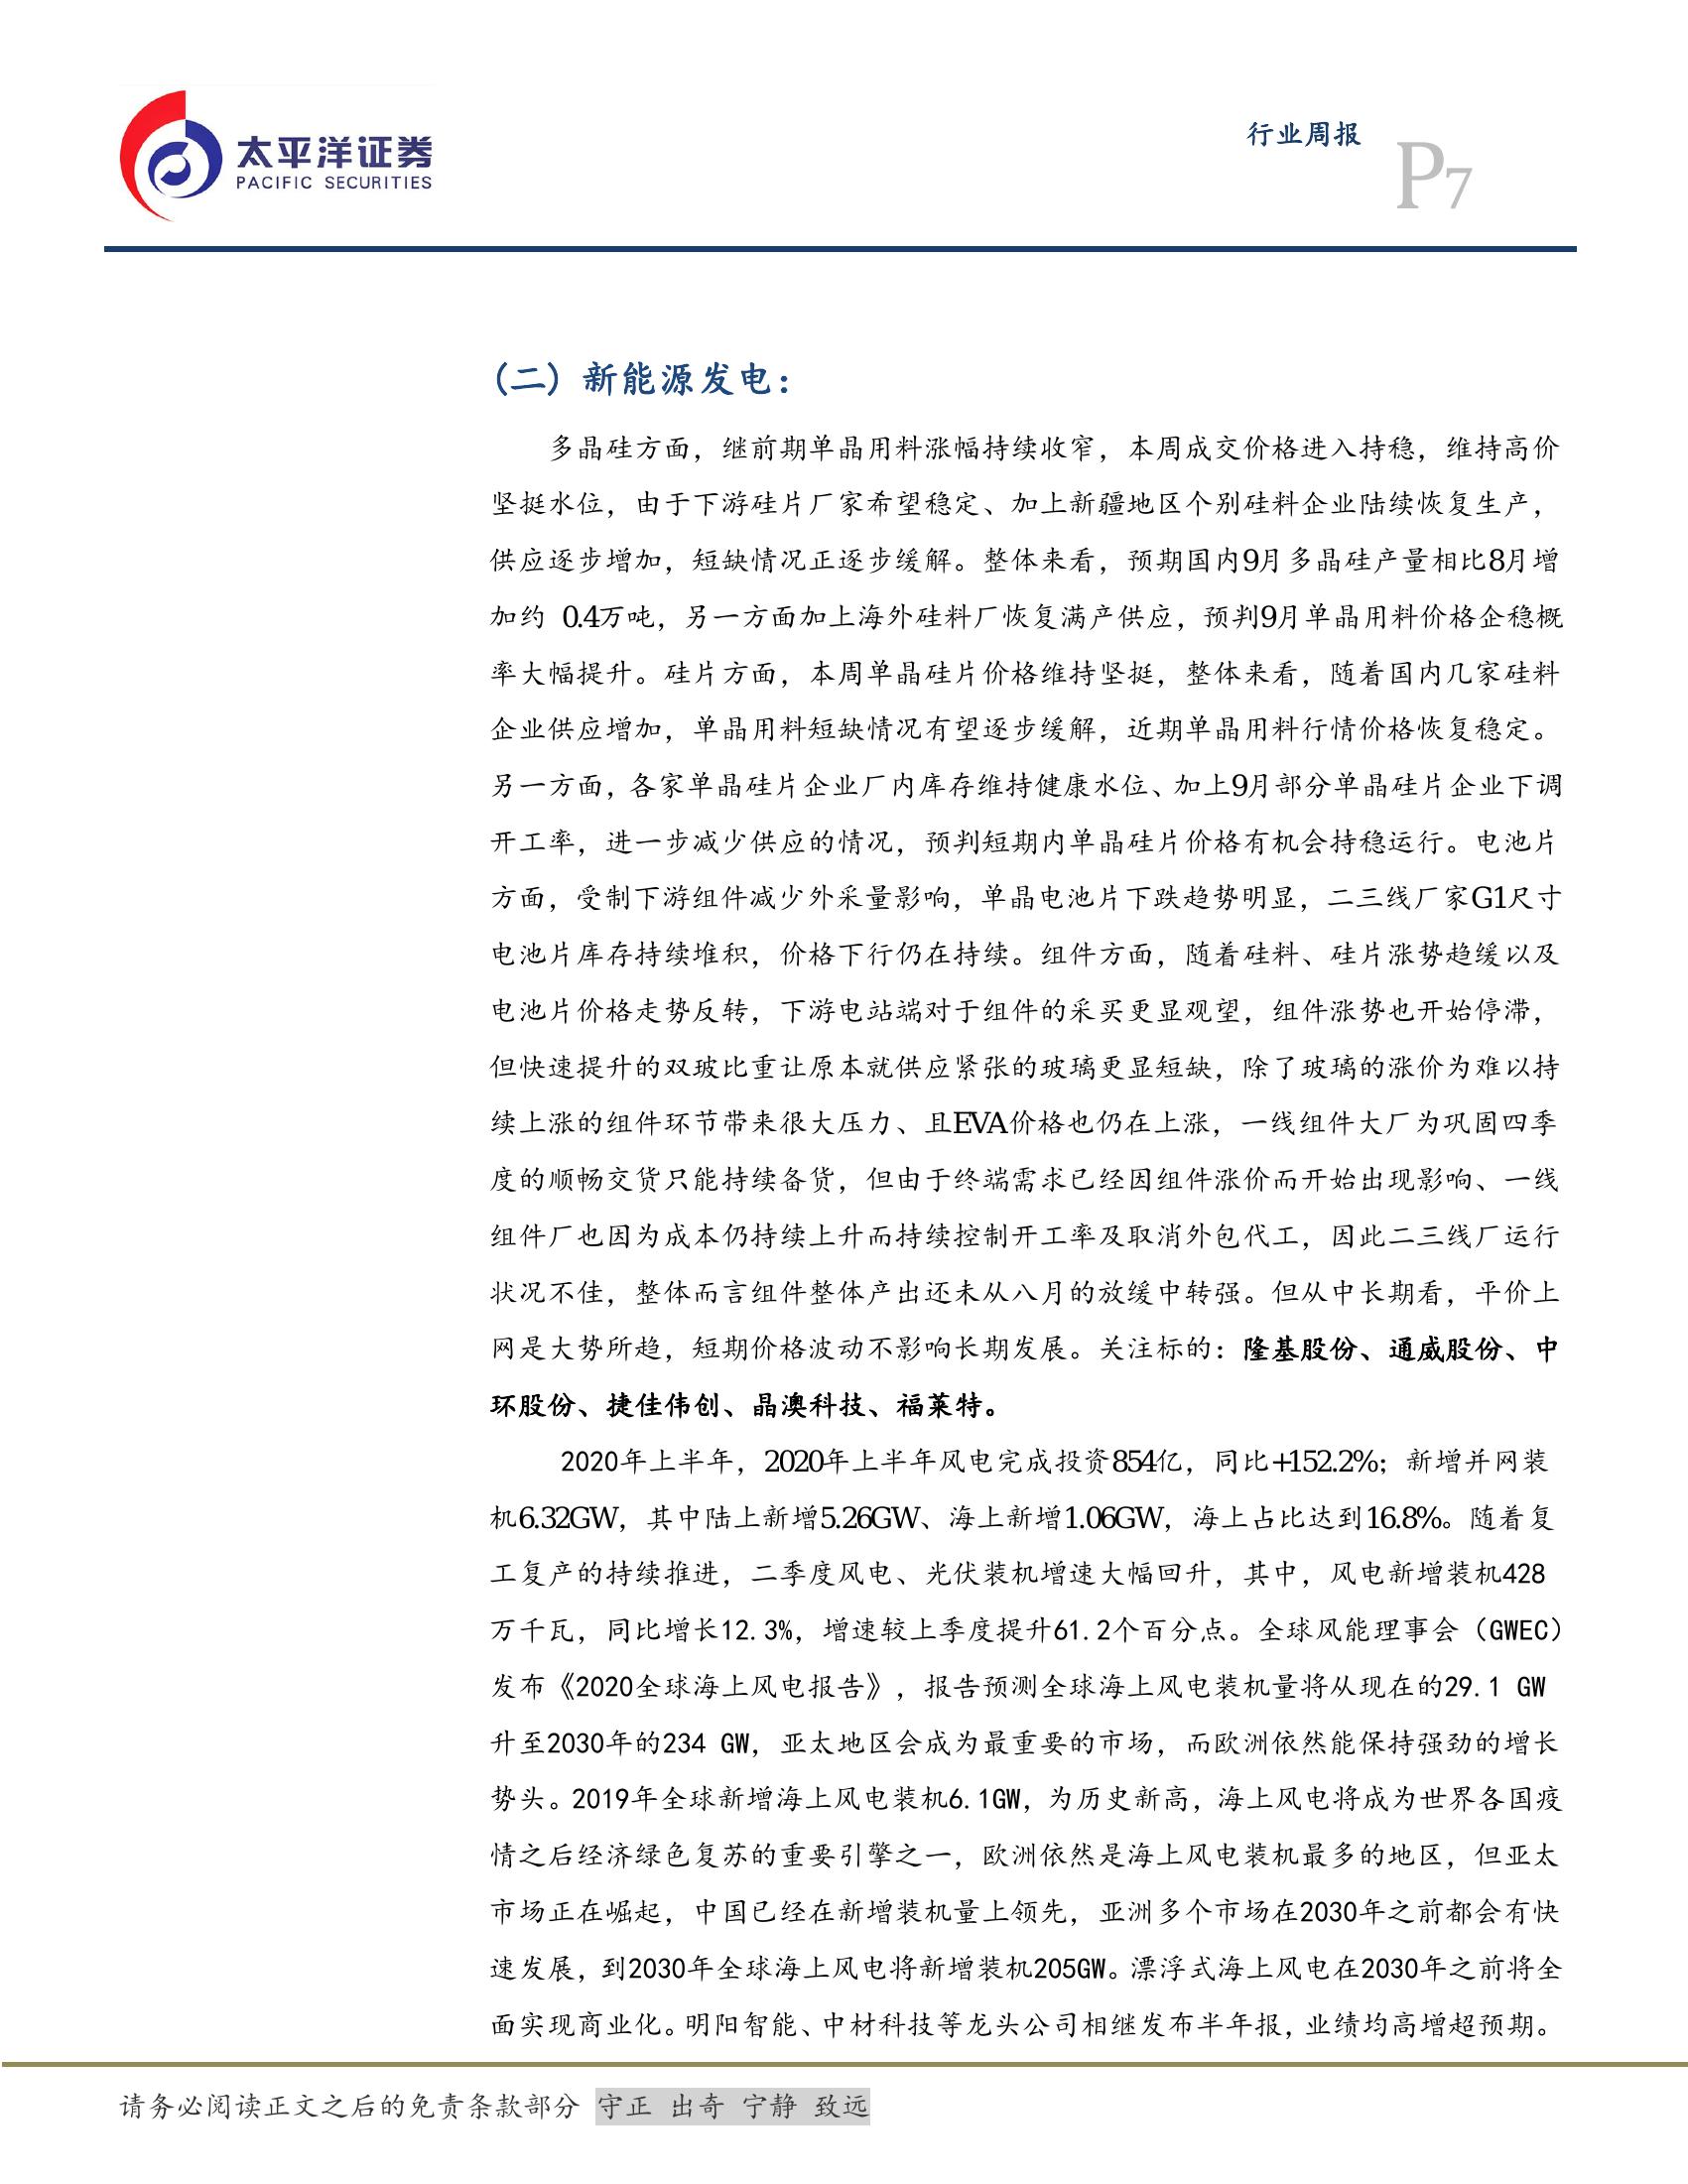 太平洋证券
PACIFIC SECURITIES
行业周报
P7
(二) 新能源发电：
多晶硅方面，继前期单晶用料涨幅持续收窄，本周成交价格进入持稳，维持高价
坚挺水位，由于下游硅片厂家希望稳定、加上新疆地区个别硅料企业陆续恢复生产，
供应逐步增加，短缺情况正逐步缓解。整体来看，预期国内9月多晶硅产量相比8月增
加约 0.4万吨，另一方面加上海外硅料厂恢复满产供应，预判9月单晶用料价格企稳概
率大幅提升。硅片方面，本周单晶硅片价格维持坚挺，整体来看，随着国内几家硅料
企业供应增加，单晶用料短缺情况有望逐步缓解，近期单晶用料行情价格恢复稳定。
另一方面，各家单晶硅片企业厂内库存维持健康水位、加上9月部分单晶硅片企业下调
开工率，进一步减少供应的情况，预判短期内单晶硅片价格有机会持稳运行。电池片
方面，受制下游组件减少外采量影响，单晶电池片下跌趋势明显，二三线厂家G1尺寸
电池片库存持续堆积，价格下行仍在持续。组件方面，随着硅料、硅片涨势趋缓以及
电池片价格走势反转，下游电站端对于组件的采买更显观望，组件涨势也开始停滞，
但快速提升的双玻比重让原本就供应紧张的玻璃更显短缺，除了玻璃的涨价为难以持
续上涨的组件环节带来很大压力、且EVA价格也仍在上涨，一线组件大厂为巩固四季
度的顺畅交货只能持续备货，但由于终端需求已经因组件涨价而开始出现影响、一线
组件厂也因为成本仍持续上升而持续控制开工率及取消外包代工，因此二三线厂运行
状况不佳，整体而言组件整体产出还未从八月的放缓中转强。但从中长期看，平价上
网是大势所趋，短期价格波动不影响长期发展。关注标的：隆基股份、通威股份、中
环股份、捷佳伟创、晶澳科技、福莱特。
2020年上半年，2020年上半年风电完成投资854亿，同比+152.2%；新增并网装
机6.32GW，其中陆上新增5.26GW、海上新增1.06GW，海上占比达到16.8%。随着复
工复产的持续推进，二季度风电、光伏装机增速大幅回升，其中，风电新增装机428
万千瓦，同比增长12.3%，增速较上季度提升61.2个百分点。全球风能理事会（GWEC）
发布《2020全球海上风电报告》，报告预测全球海上风电装机量将从现在的29.1 GW
升至2030年的234 GW，亚太地区会成为最重要的市场，而欧洲依然能保持强劲的增长
势头。2019年全球新增海上风电装机6.1GW，为历史新高，海上风电将成为世界各国疫
情之后经济绿色复苏的重要引擎之一，欧洲依然是海上风电装机最多的地区，但亚太
市场正在崛起，中国已经在新增装机量上领先，亚洲多个市场在2030年之前都会有快
速发展，到2030年全球海上风电将新增装机205GW。漂浮式海上风电在2030年之前将全
面实现商业化。明阳智能、中材科技等龙头公司相继发布半年报，业绩均高增超预期。
请务必阅读正文之后的免责条款部分 守正 出奇 宁静 致远